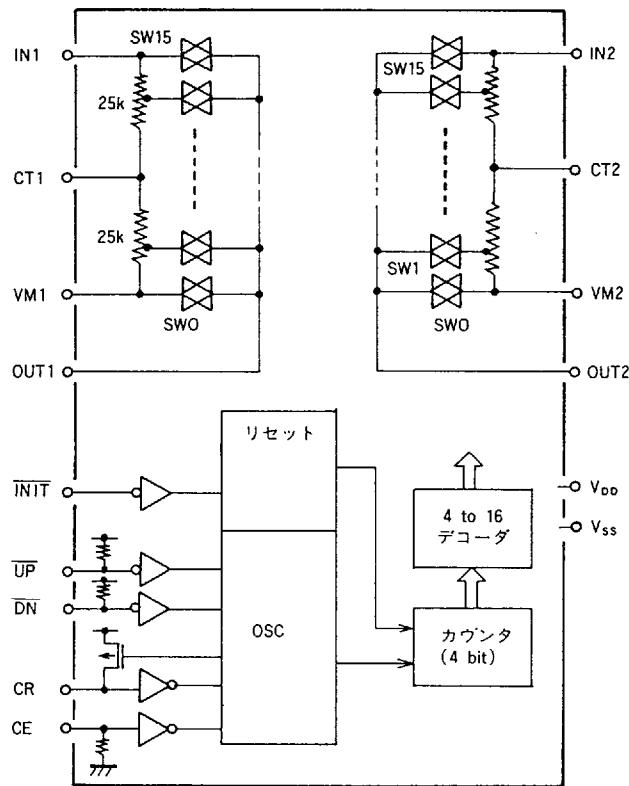 SW15
IN1
25k
CT1
25k
VM1
SW0
OUT1
SW15
IN2
CT2
SW1
VM2
SW0
OUT2
リセット
INIT
UP
DN
OSC
CR
CE
4 to 16
デコーダ
カウンタ
(4 bit)
VDD
VSS